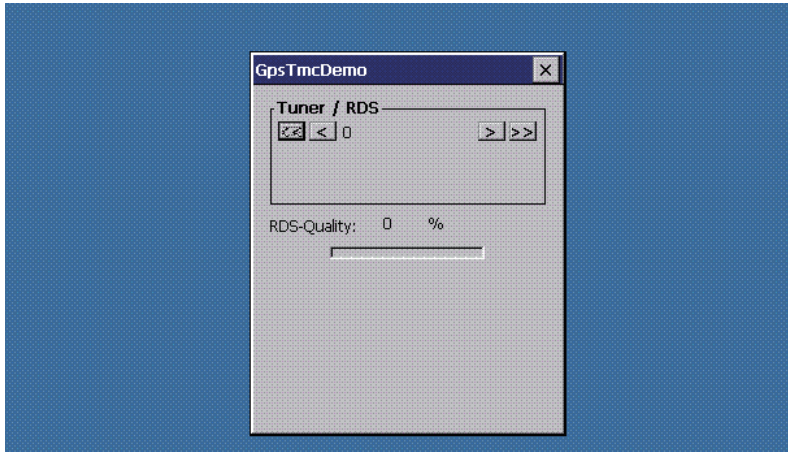 GpsTmcDemo ×
Tuner / RDS
<< < 0 > >>
RDS-Quality: 0 %